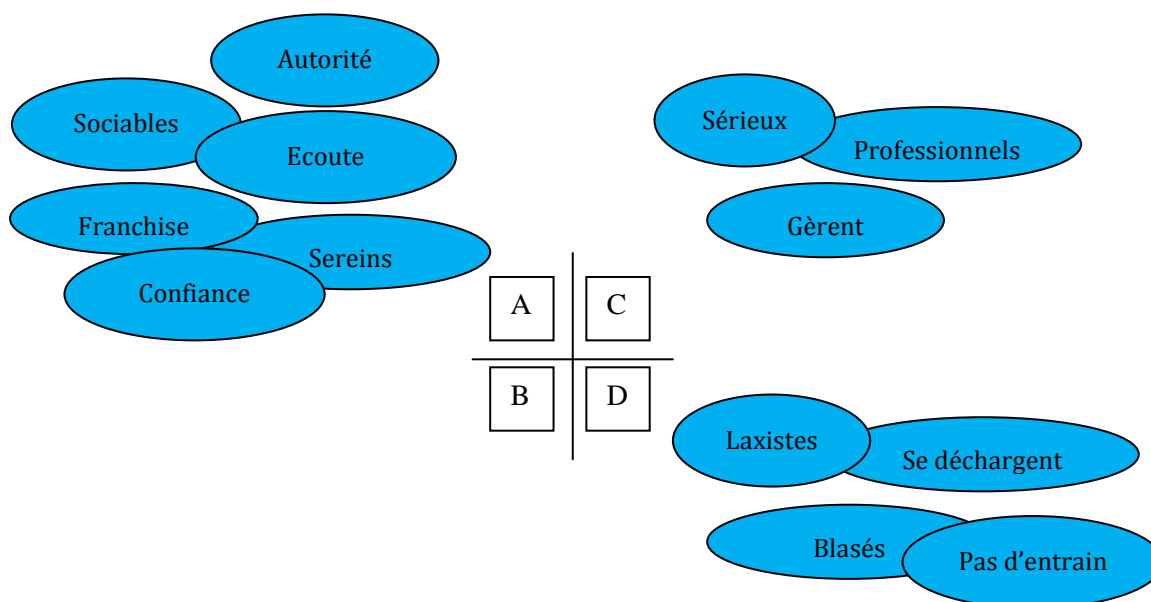 Autorité
Sociables
Ecoute
Franchise
Sereins
Confiance
Sérieux
Professionnels
Gèrent
A
C
B
D
Laxistes
Se déchargent
Blasés
Pas d’entrain